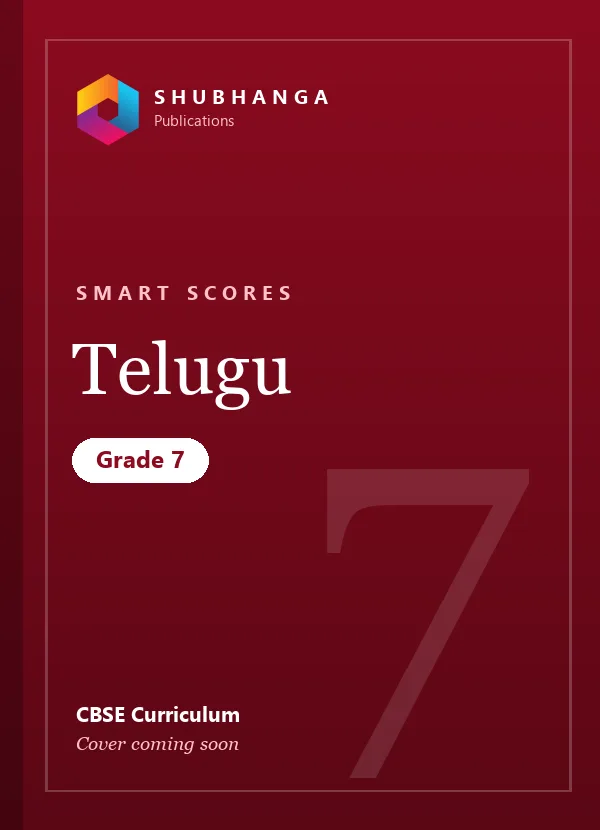 SHUBHANGA
Publications
SMART SCORES
Telugu
Grade 7
7
CBSE Curriculum
Cover coming soon